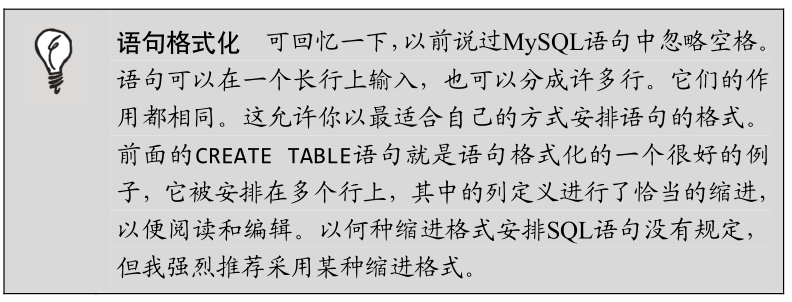 语句格式化 可回忆一下，以前说过MySQL语句中忽略空格。
语句可以在一个长行上输入，也可以分成许多行。它们的作
用都相同。这允许你以最适合自己的方式安排语句的格式。
前面的CREATE TABLE语句就是语句格式化的一个很好的例
子，它被安排在多个行上，其中的列定义进行了恰当的缩进，
以便阅读和编辑。以何种缩进格式安排SQL语句没有规定，
但我强烈推荐采用某种缩进格式。